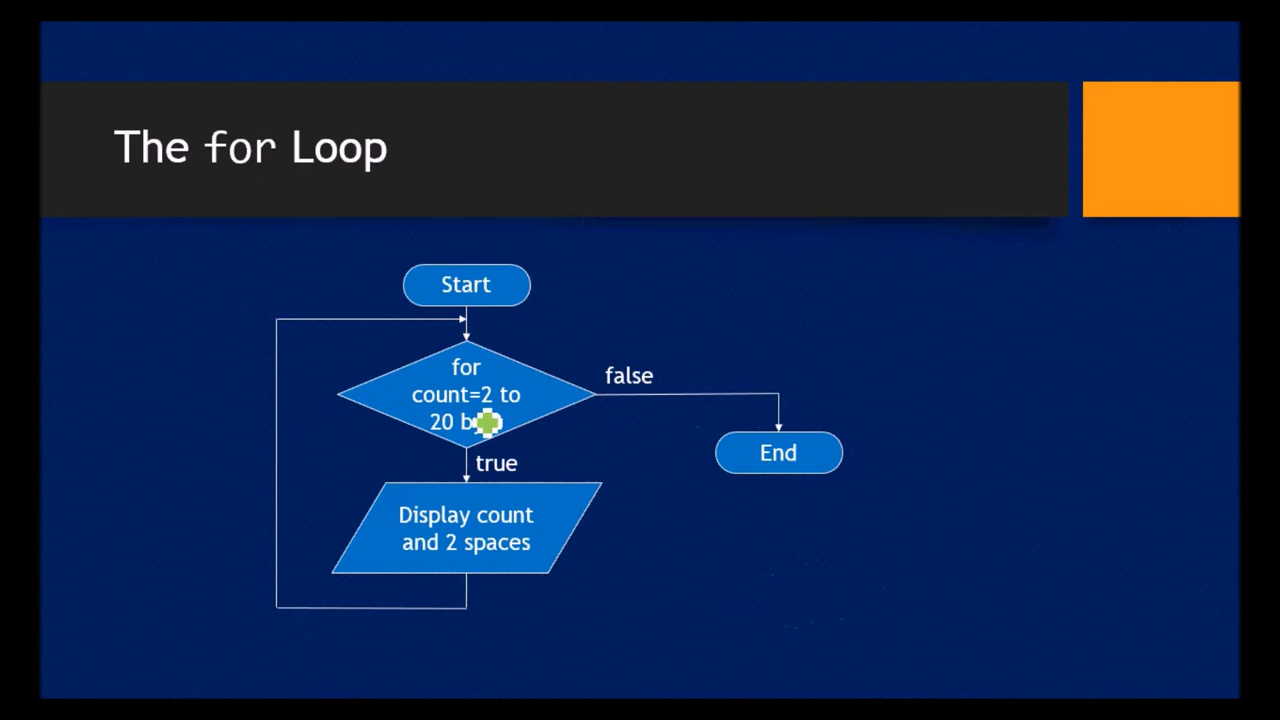 The for Loop
Start
for
count=2 to
20
false
true
End
Display count
and 2 spaces